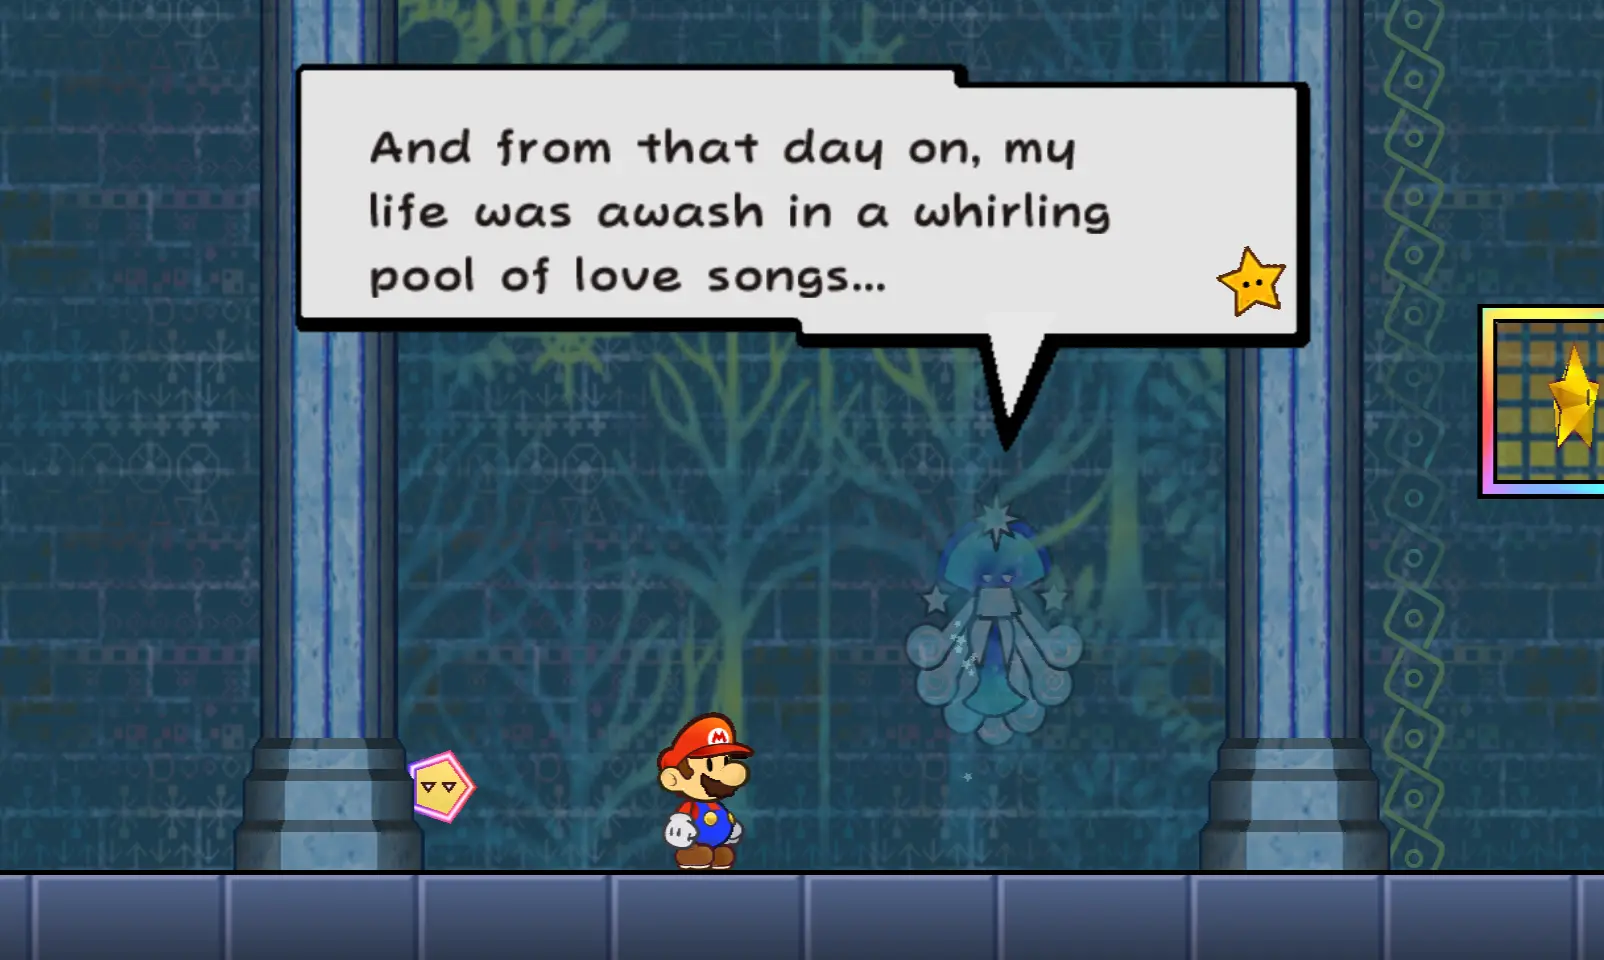 And from that day on, my
life was awash in a whirling
pool of love songs...
M